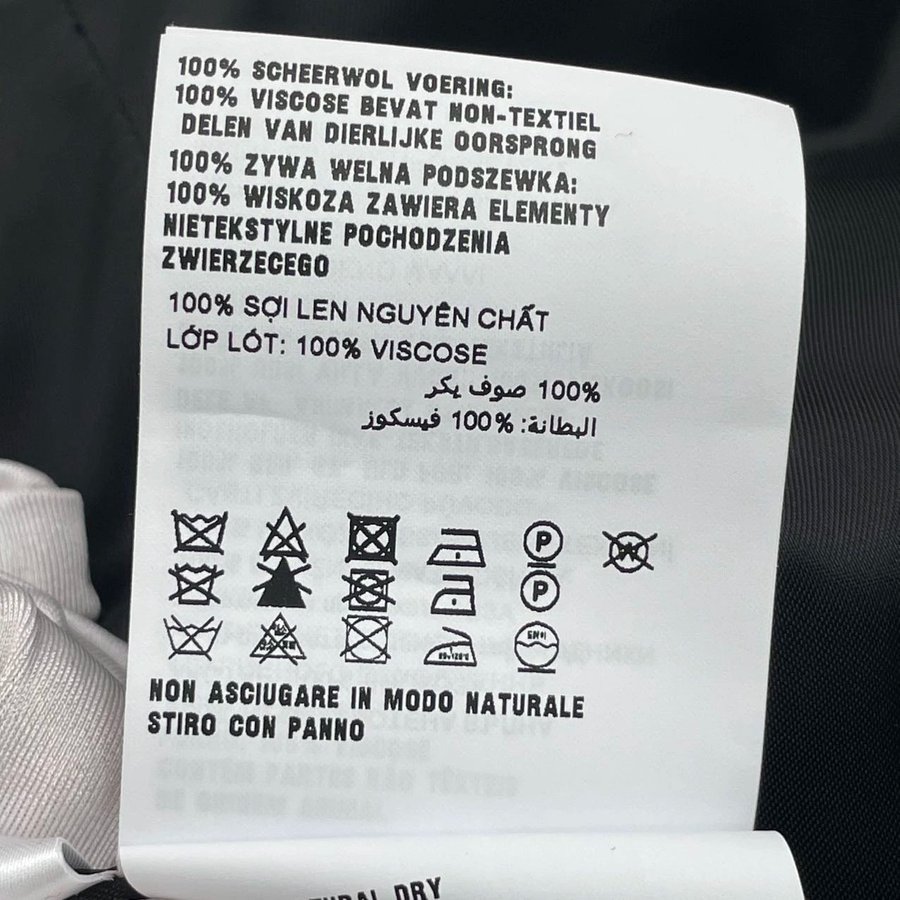 100% SCHEERWOL VOERING:
100% VISCOSE BEVAT NON-TEXTIEL
DELEN VAN DIERLIJKE OORSPRONG
100% ZYWA WELNA PODSZEWKA:
100% WISKOZA ZAWIERA ELEMENTY
NIETEKSTYLNE POCHODZENIA
ZWIERZECEGO
100% SỢI LEN NGUYÊN CHẤT
LỚP LÓT: 100% VISCOSE
100% صوف يكر
البطانة: 100% فيسكوز
P W
P
NON ASCIUGARE IN MODO NATURALE
STIRO CON PANNO
DRY